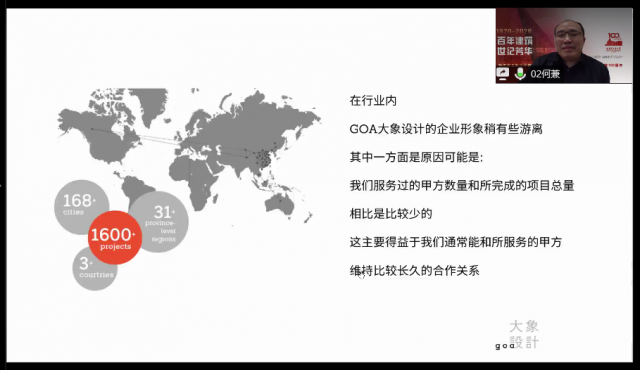 1928-2028
百年建筑
世纪芳华
100
02何兼
在行业内
GOA大象设计的企业形象稍有些游离
其中一方面是原因可能是：
我们服务过的甲方数量和所完成的项目总量
相比是比较少的
这主要得益于我们通常能和所服务的甲方
维持比较长久的合作关系
168+
cities
31+
province-
level
regions
1600+
projects
3+
countries
大象
goa 設計